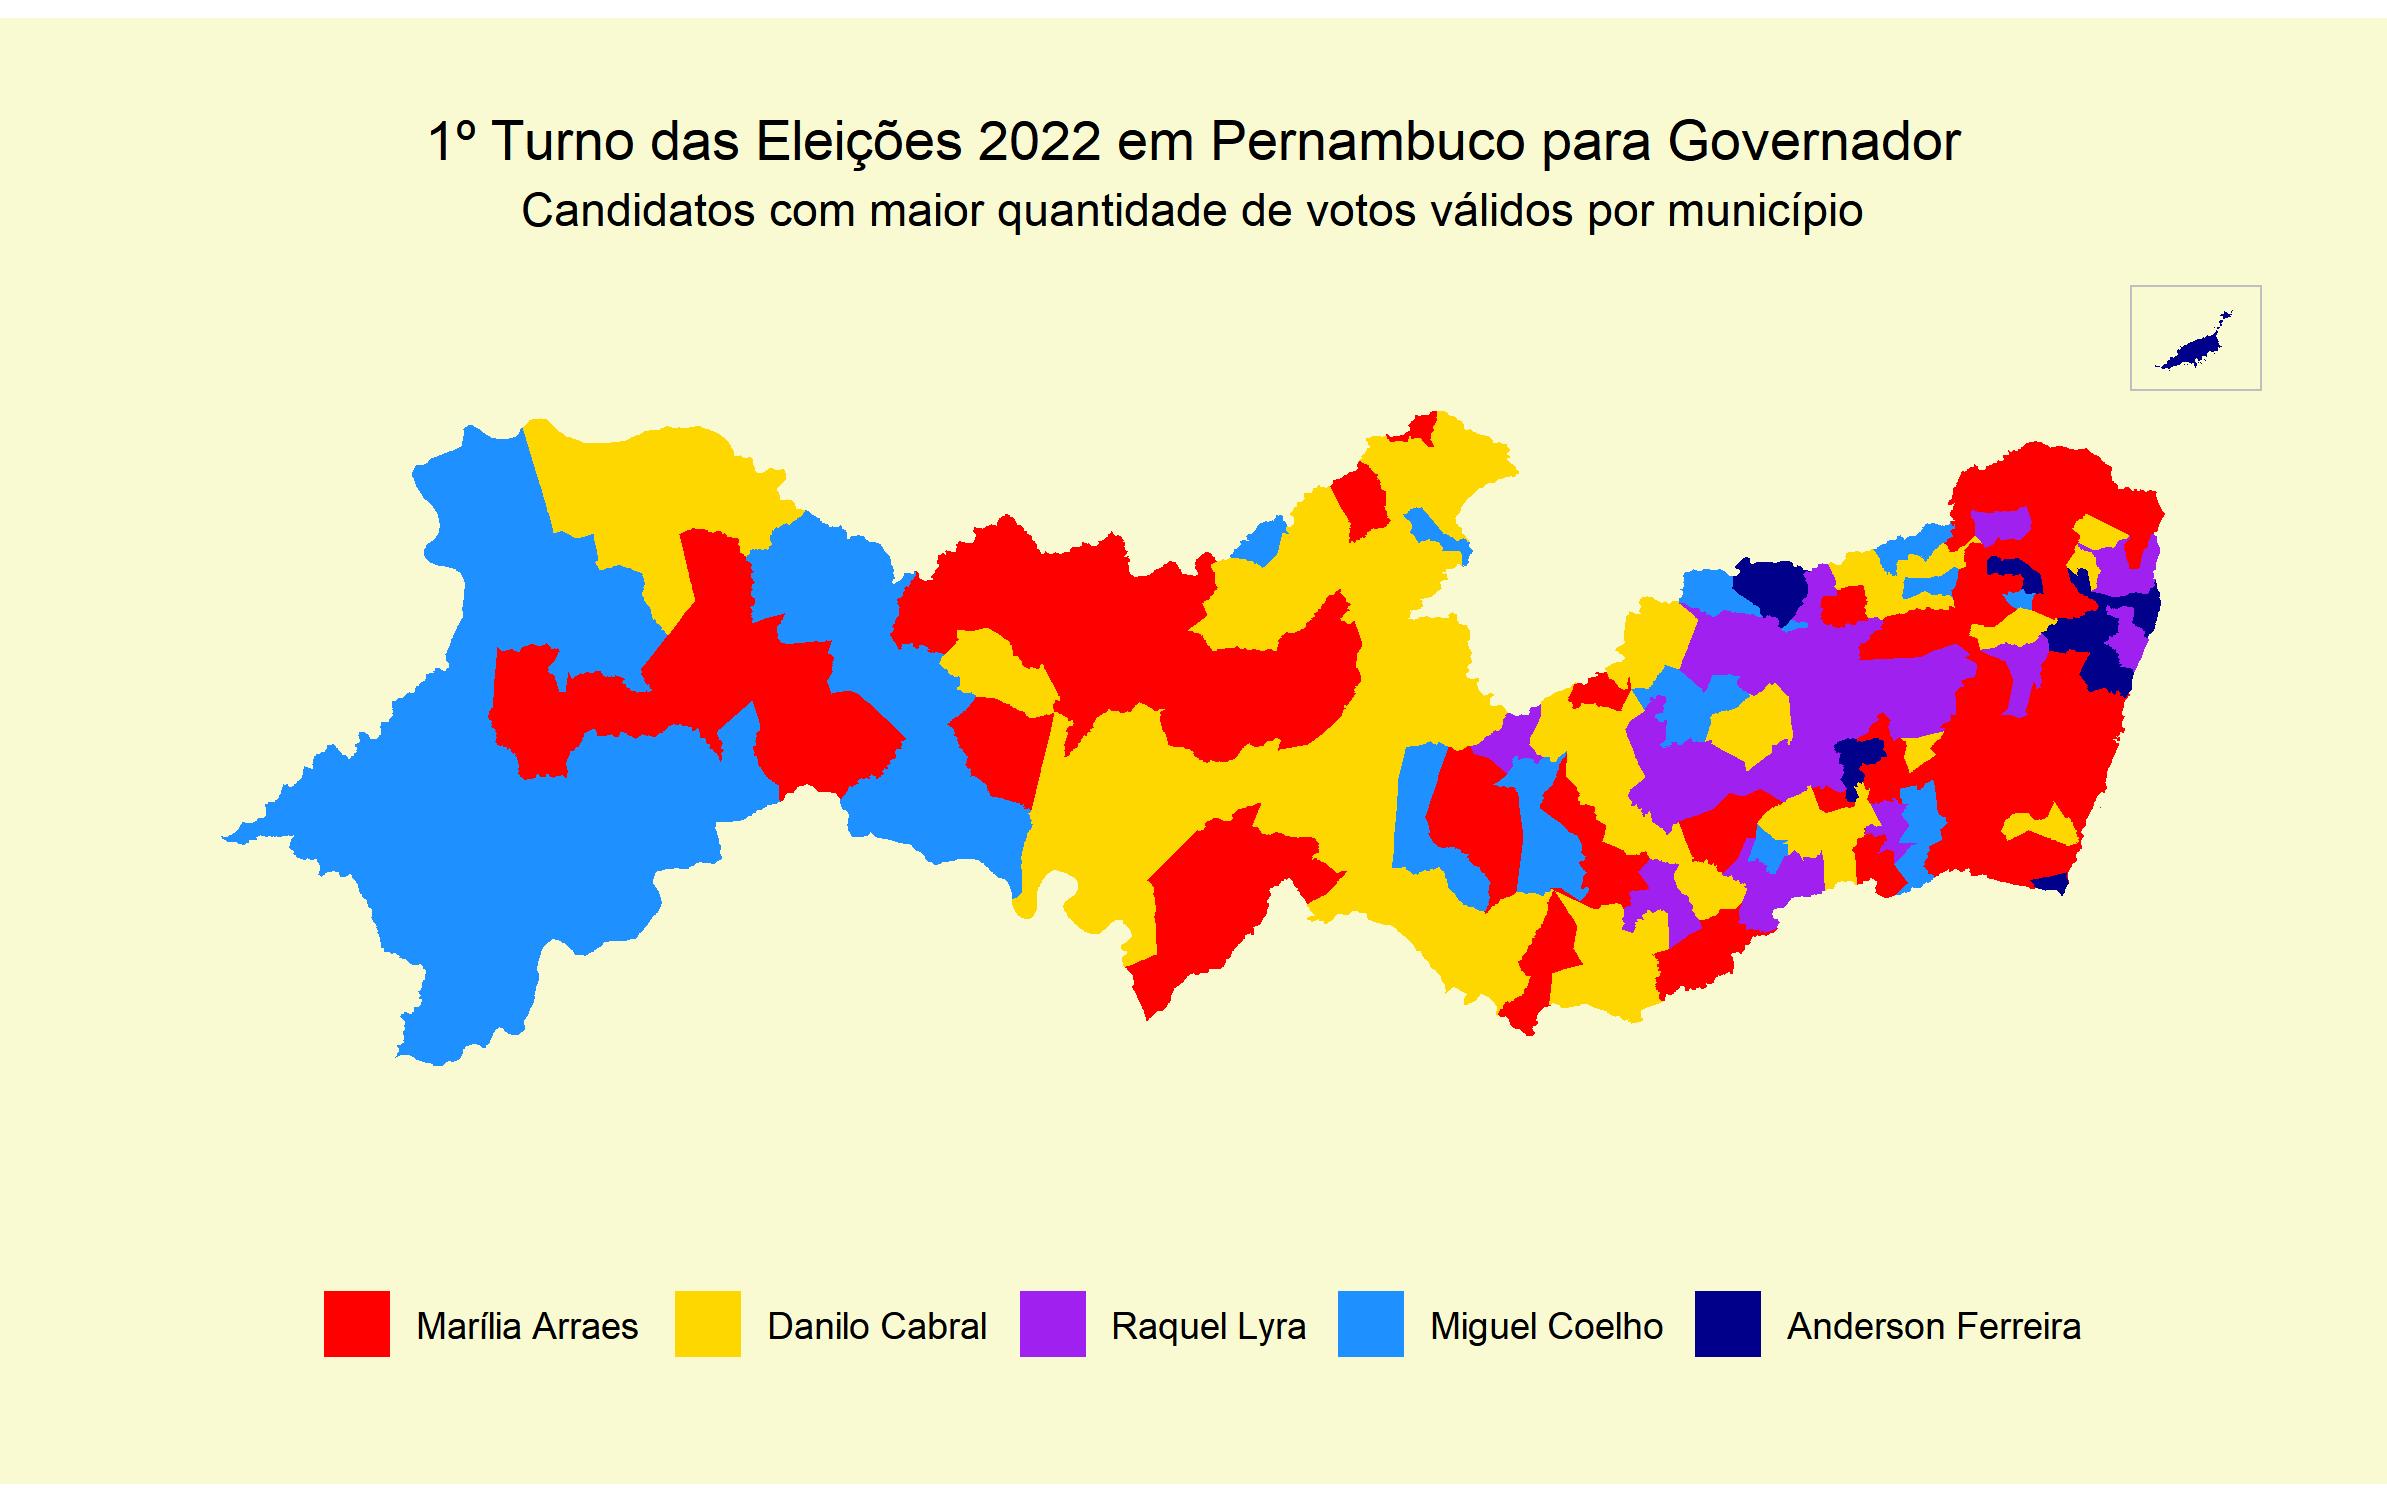 1º Turno das Eleições 2022 em Pernambuco para Governador
Candidatos com maior quantidade de votos válidos por município
Marília Arraes Danilo Cabral Raquel Lyra Miguel Coelho Anderson Ferreira